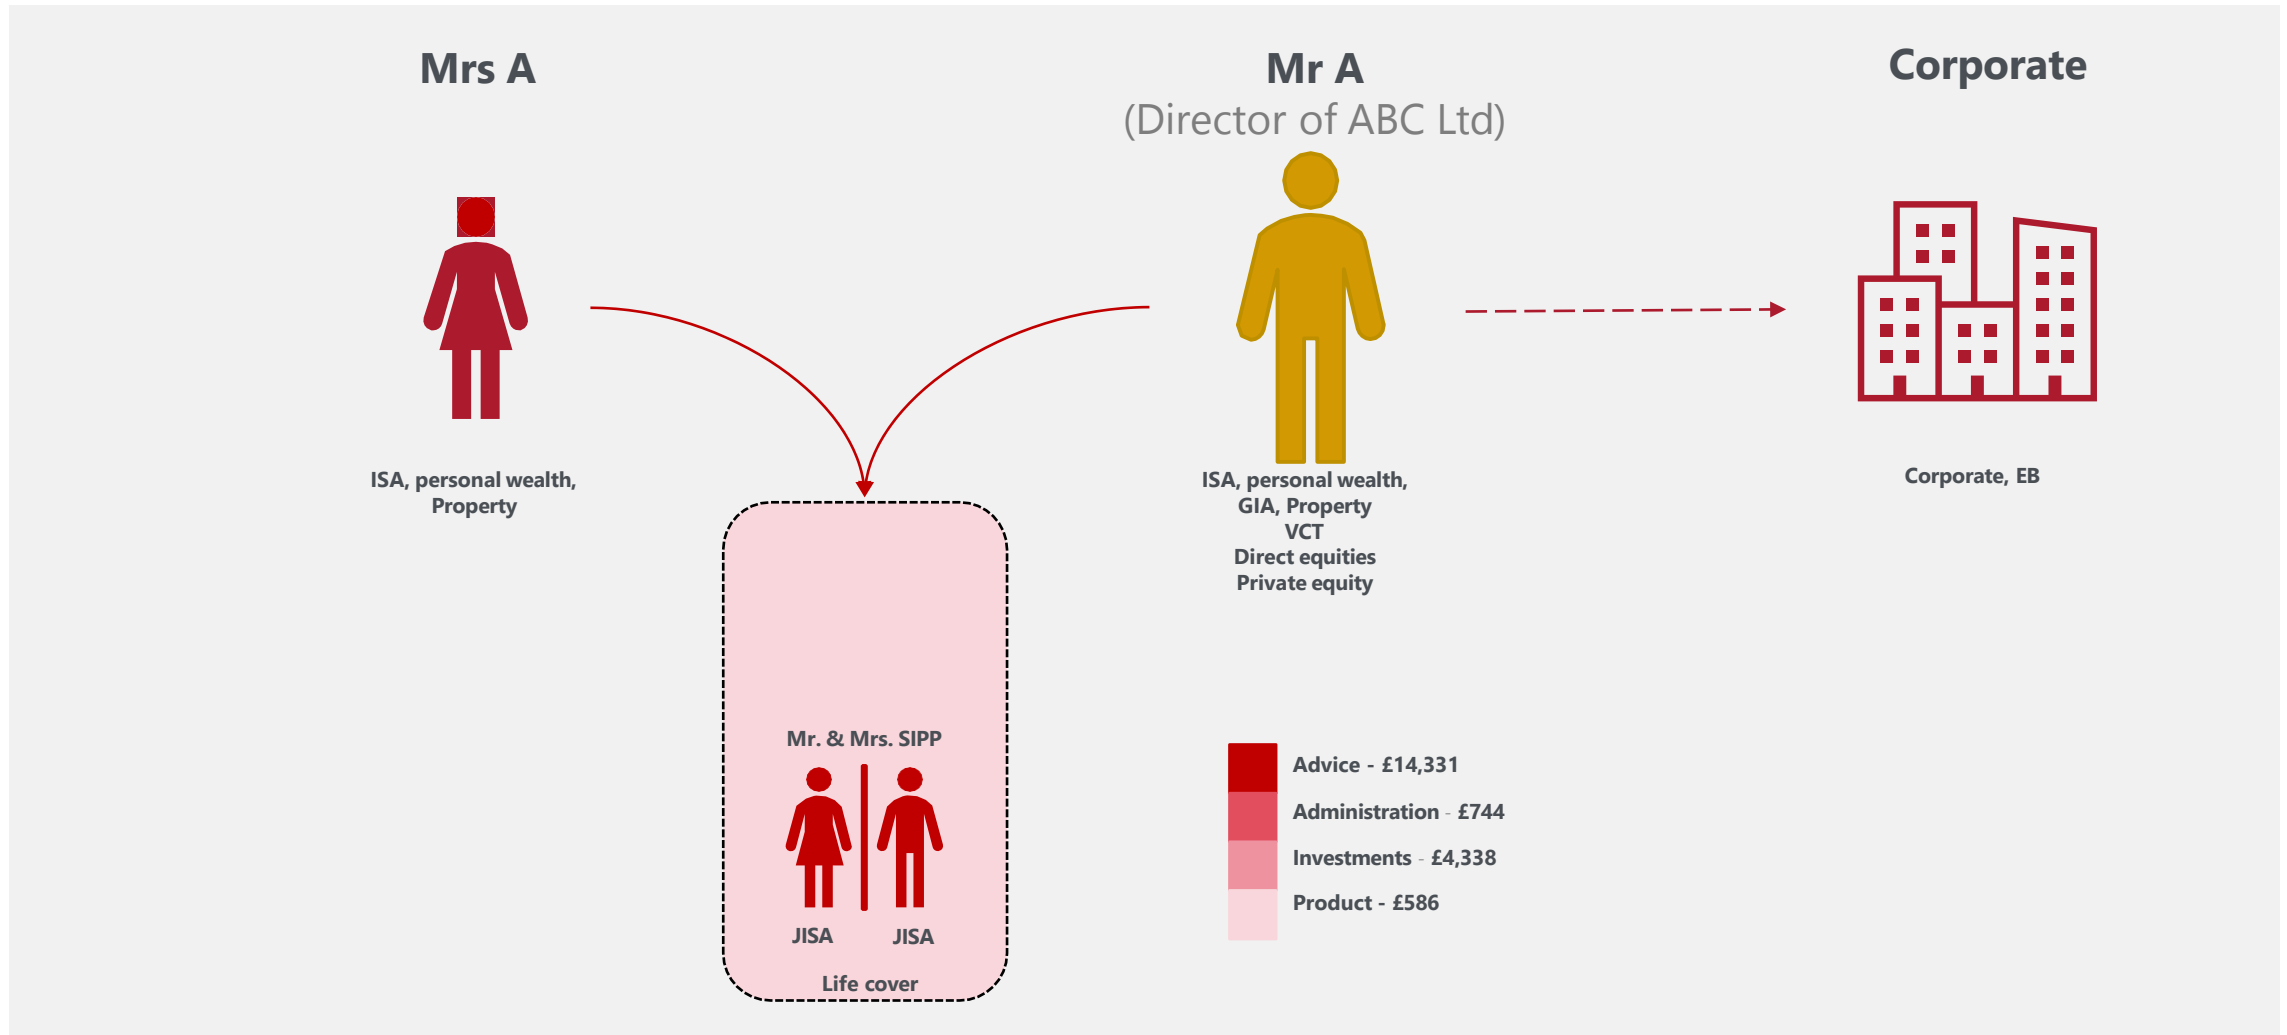 Mrs A
Mr A
(Director of ABC Ltd)
Corporate
ISA, personal wealth,
Property
ISA, personal wealth,
GIA, Property
VCT
Direct equities
Private equity
Corporate, EB
Mr. & Mrs. SIPP
JISA
JISA
Life cover
Advice - £14,331
Administration - £744
Investments - £4,338
Product - £586